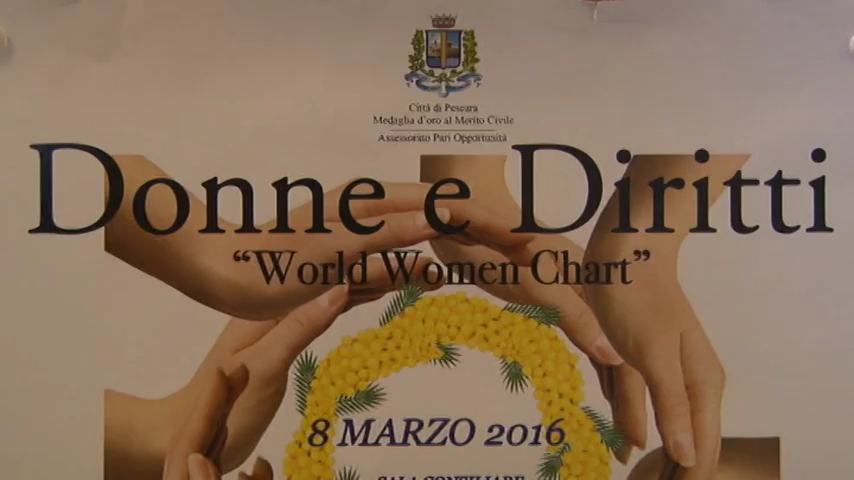 Città di Pescara
Medaglia d'oro al Merito Civile
Assessorato Pari Opportunità
Donne e Diritti
"World Women Chart"
8 MARZO 2016